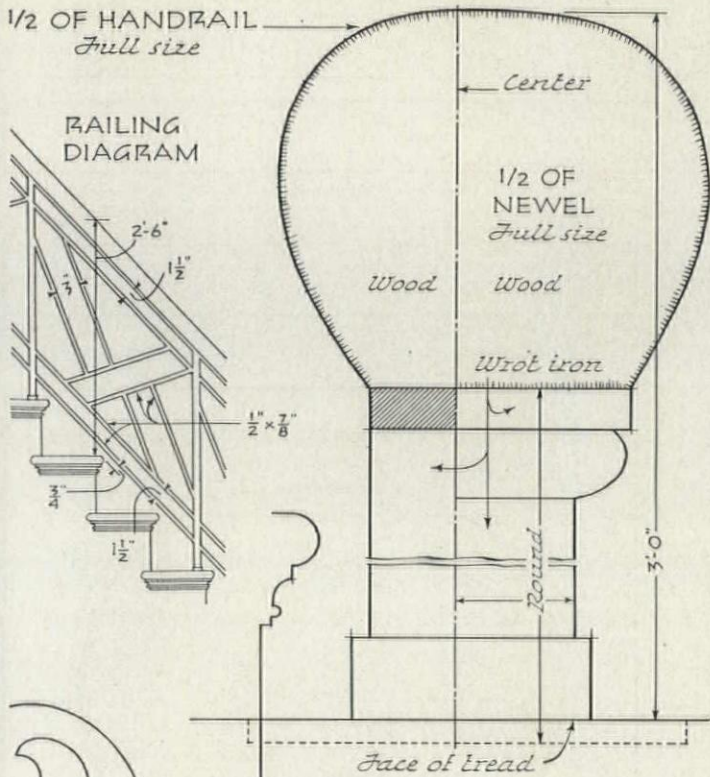 1/2 OF HANDRAIL
Full size
RAILING
DIAGRAM
Center
1/2 OF
NEWEL
Full size
2'-6"
1 1/2"
Wood
Wood
Wrot iron
1/2" x 7/8"
3/4"
1 1/2"
Round
3'-0"
Face of tread